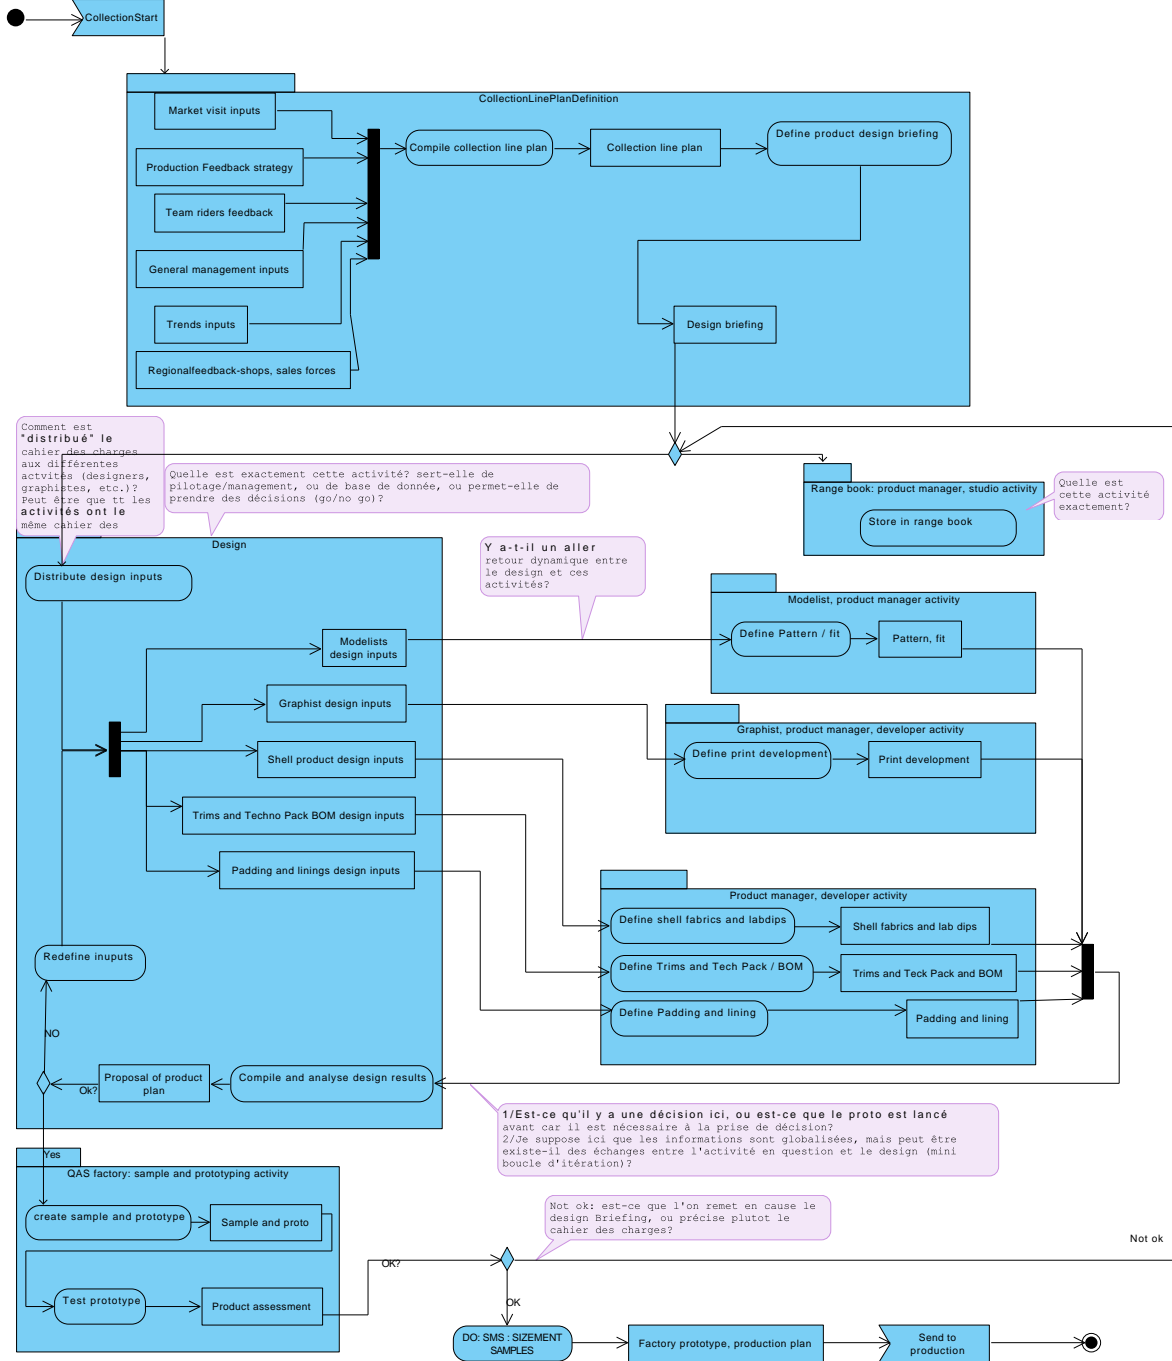 CollectionStart
CollectionLinePlanDefinition
Market visit inputs
Production Feedback strategy
Team riders feedback
General management inputs
Trends inputs
Regionalfeedback-shops, sales forces
Compile collection line plan
Collection line plan
Define product design briefing
Design briefing
Comment est
"distribué" le
cahier des charges
aux différentes
actvités (designers,
graphistes, etc.)?
Peut être que tt les
activités ont le
même cahier des
Quelle est exactement cette activité? sert-elle de
pilotage/management, ou de base de donnée, ou permet-elle de
prendre des décisions (go/no go)?
Range book: product manager, studio activity
Store in range book
Quelle est
cette activité
exactement?
Design
Distribute design inputs
Y a-t-il un aller
retour dynamique entre
le design et ces
activités?
Modelist, product manager activity
Define Pattern / fit
Pattern, fit
Modelists
design inputs
Graphist design inputs
Shell product design inputs
Trims and Techno Pack BOM design inputs
Padding and linings design inputs
Graphist, product manager, developer activity
Define print development
Print development
Product manager, developer activity
Define shell fabrics and labdips
Shell fabrics and lab dips
Define Trims and Tech Pack / BOM
Trims and Teck Pack and BOM
Define Padding and lining
Padding and lining
Redefine inuputs
NO
Ok?
Proposal of product
plan
Compile and analyse design results
1/Est-ce qu'il y a une décision ici, ou est-ce que le proto est lancé
avant car il est nécessaire à la prise de décision?
2/Je suppose ici que les informations sont globalisées, mais peut être
existe-il des échanges entre l'activité en question et le design (mini
boucle d'itération)?
Yes
QAS factory: sample and prototyping activity
create sample and prototype
Sample and proto
Test prototype
Product assessment
Not ok: est-ce que l'on remet en cause le
design Briefing, ou précise plutot le
cahier des charges?
Not ok
OK?
OK
DO: SMS : SIZEMENT
SAMPLES
Factory prototype, production plan
Send to
production